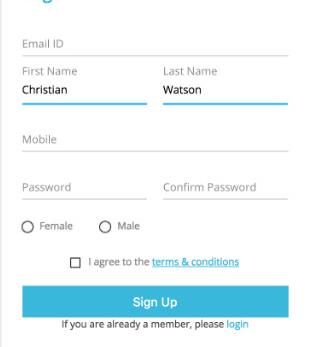 Email ID
First Name Last Name
Christian Watson
Mobile
Password Confirm Password
Female Male
I agree to the terms & conditions
Sign Up
If you are already a member, please login